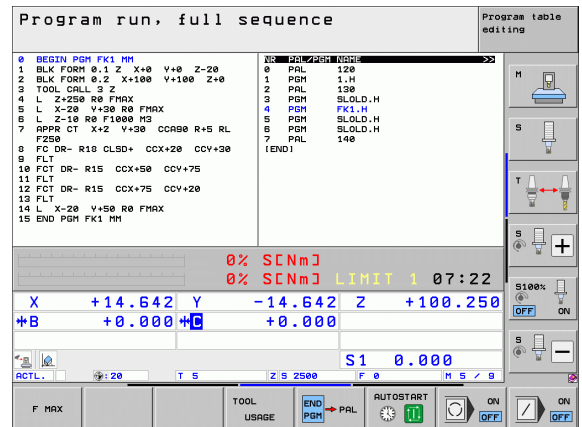 Program run, full sequence
Program table
editing
0 BEGIN PGM FK1 MM
1 BLK FORM 0.1 Z X+0 Y+0 Z-20
2 BLK FORM 0.2 X+100 Y+100 Z+0
3 TOOL CALL 3 Z
4 L Z+250 R0 FMAX
5 L X-20 Y+30 R0 FMAX
6 L Z-10 R0 F1000 M3
7 APPR CT X+2 Y+30 CCA90 R+5 RL
F250
8 FC DR- R18 CLSD+ CCX+20 CCY+30
9 FLT
10 FCT DR- R15 CCX+50 CCY+75
11 FLT
12 FCT DR- R15 CCX+75 CCY+20
13 FLT
14 L X-20 Y+50 R0 FMAX
15 END PGM FK1 MM
NR PAL/PGM NAME >>
0 PAL 120
1 PGM 1.H
2 PAL 130
3 PGM SLOLD.H
4 PGM FK1.H
5 PGM SLOLD.H
6 PGM SLOLD.H
7 PAL 140
[END]
M
S
T
S
S100%
OFF ON
S
0% S[Nm]
0% S[Nm] LIMIT 1 07:22
X +14.642 Y -14.642 Z +100.250
B +0.000 C +0.000
S1 0.000
ACTL. : 20 T 5 Z S 2500 F 0 M 5 / 9
F MAX
TOOL
USAGE
END
PGM → PAL
AUTOSTART
ON
OFF
ON
OFF